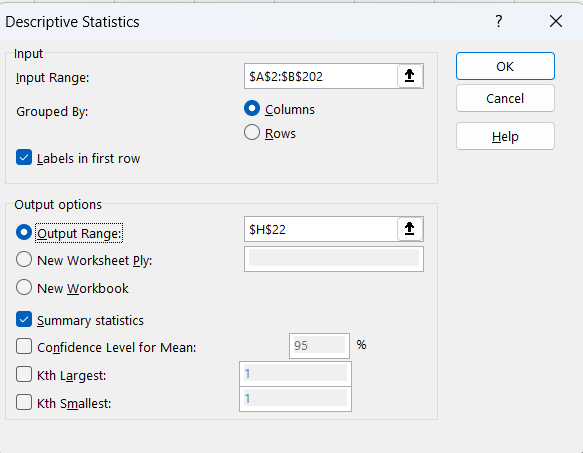 Descriptive Statistics ?
Input
Input Range: $A$2:$B$202
OK
Cancel
Help
Grouped By: Columns
Rows
Labels in first row
Output options
Output Range: $H$22
New Worksheet Ply:
New Workbook
Summary statistics
Confidence Level for Mean: 95 %
Kth Largest: 1
Kth Smallest: 1